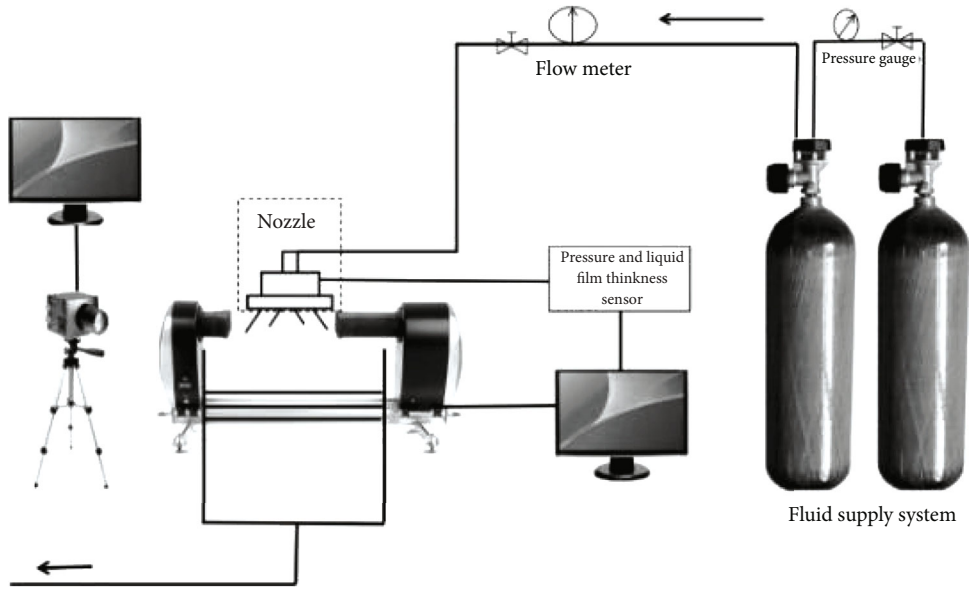 Flow meter
Pressure gauge
Nozzle
Pressure and liquid
film thinkness
sensor
Fluid supply system